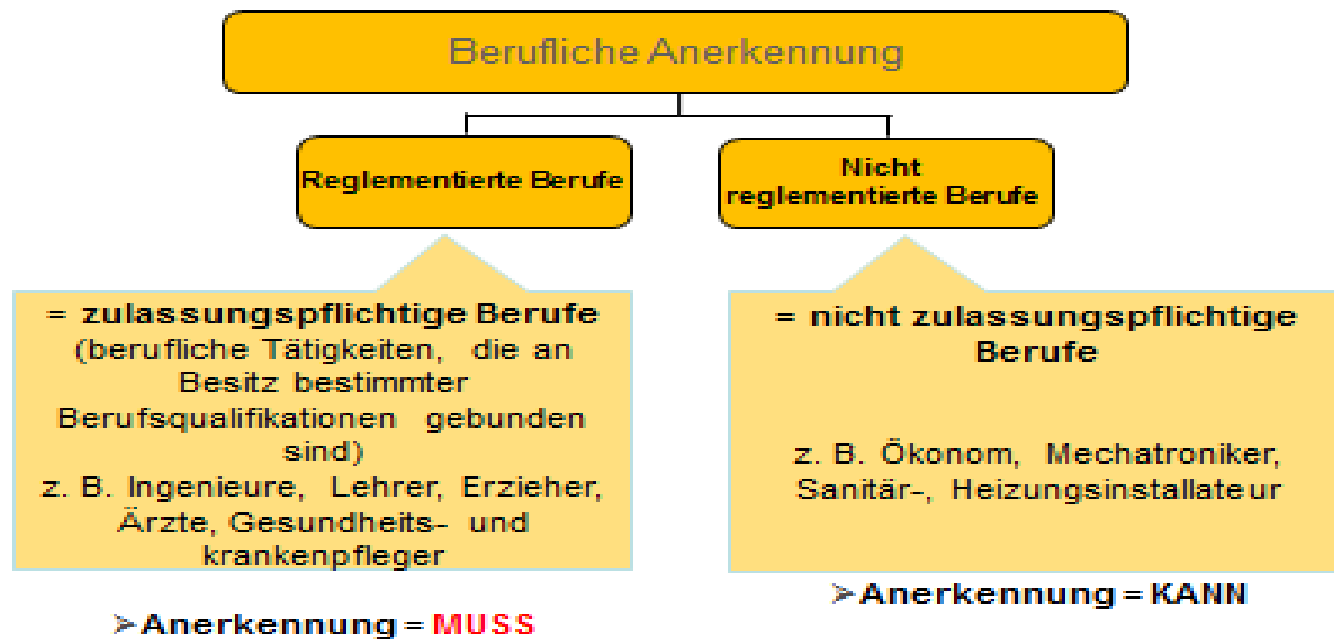 Berufliche Anerkennung
Reglementierte Berufe
Nicht
reglementierte Berufe
= zulassungspflichtige Berufe
(berufliche Tätigkeiten, die an
Besitz bestimmter
Berufsqualifikationen gebunden
sind)
z. B. Ingenieure, Lehrer, Erzieher,
Ärzte, Gesundheits- und
krankenpfleger
➢Anerkennung = MUSS
= nicht zulassungspflichtige
Berufe
z. B. Ökonom, Mechatroniker,
Sanitär-, Heizungsinstallateur
➢Anerkennung = KANN